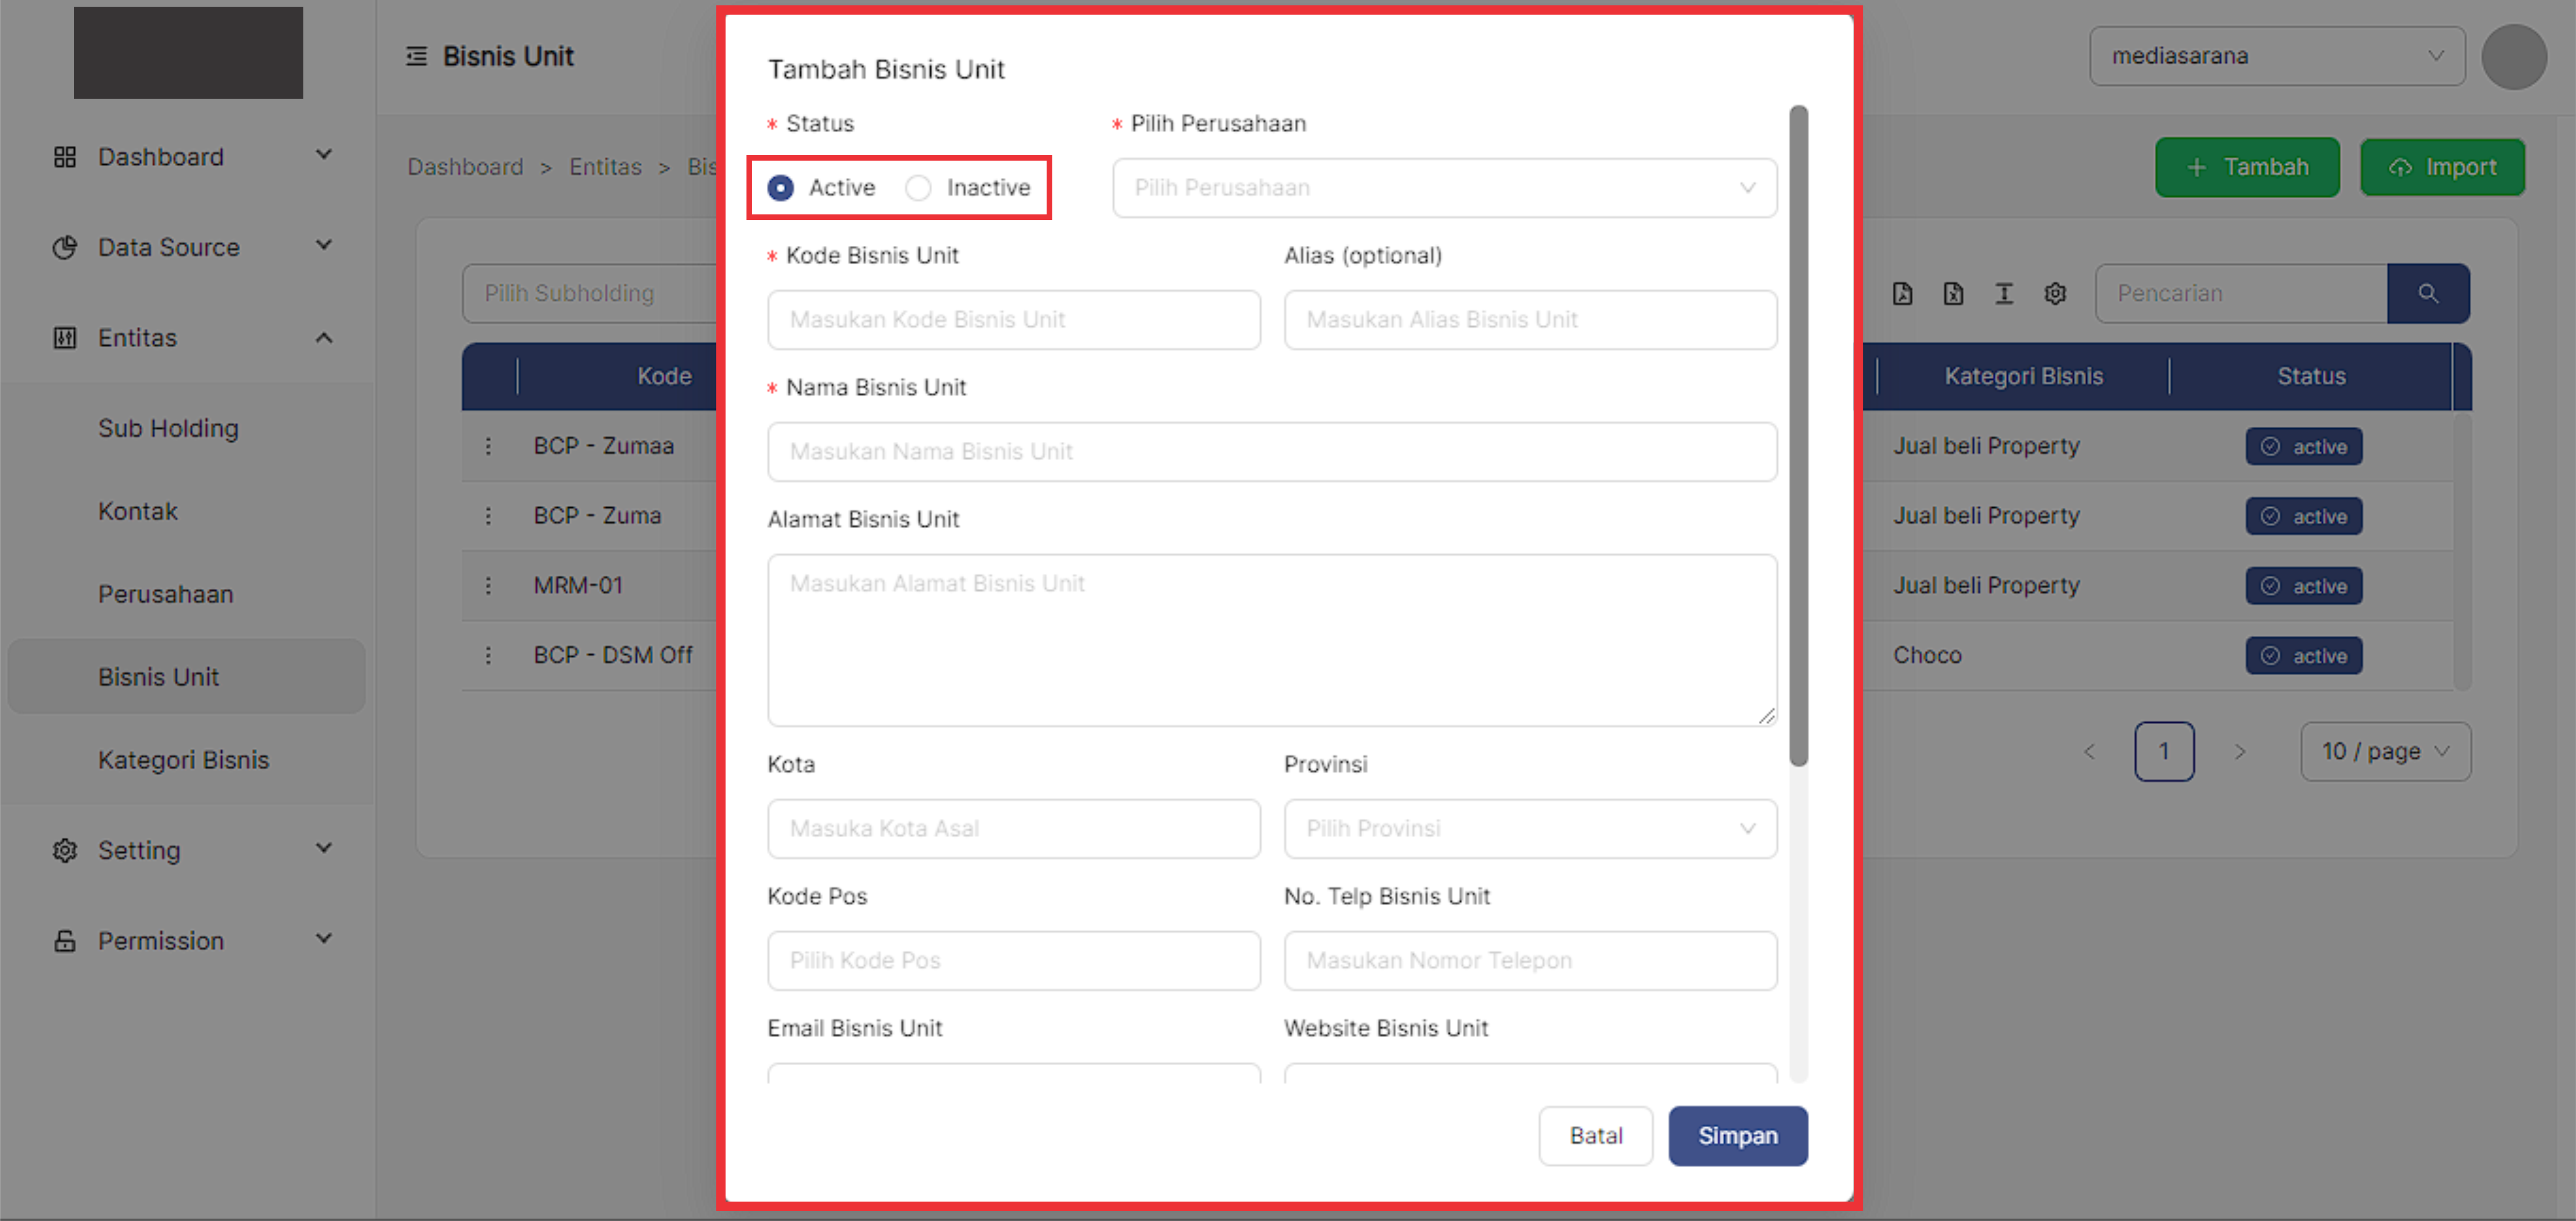 Bisnis Unit
mediasarana
Dashboard
Data Source
Entitas
Sub Holding
Kontak
Perusahaan
Bisnis Unit
Kategori Bisnis
Setting
Permission
Dashboard > Entitas > Bis
+ Tambah
Import
Pilih Subholding
Pencarian
Kode
Kategori Bisnis
Status
BCP - Zumaa
Jual beli Property
active
BCP - Zuma
Jual beli Property
active
MRM-01
Jual beli Property
active
BCP - DSM Off
Choco
active
< 1 >
10 / page
Tambah Bisnis Unit
* Status
* Pilih Perusahaan
Active
Inactive
Pilih Perusahaan
* Kode Bisnis Unit
Alias (optional)
Masukan Kode Bisnis Unit
Masukan Alias Bisnis Unit
* Nama Bisnis Unit
Masukan Nama Bisnis Unit
Alamat Bisnis Unit
Masukan Alamat Bisnis Unit
Kota
Provinsi
Masuka Kota Asal
Pilih Provinsi
Kode Pos
No. Telp Bisnis Unit
Pilih Kode Pos
Masukan Nomor Telepon
Email Bisnis Unit
Website Bisnis Unit
Batal
Simpan